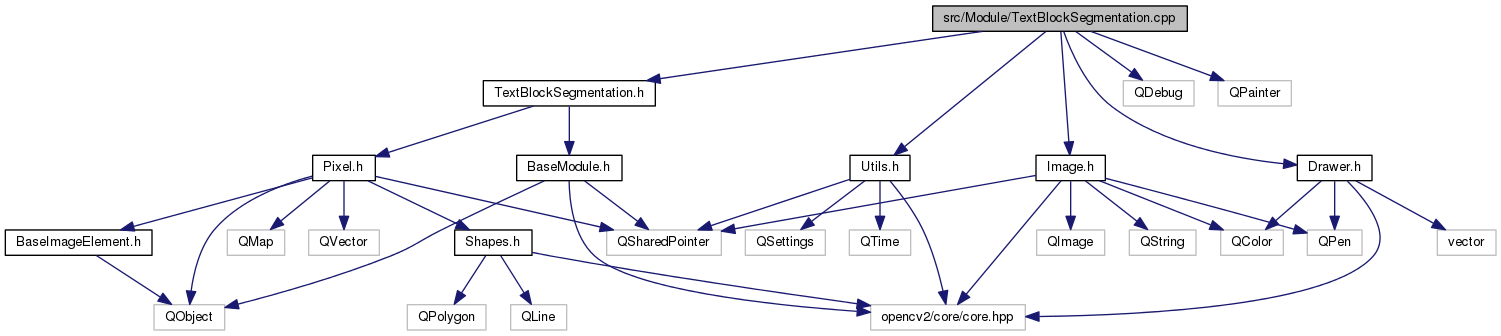 src/Module/TextBlockSegmentation.cpp
TextBlockSegmentation.h
QDebug
QPainter
Pixel.h
BaseModule.h
Utils.h
Image.h
Drawer.h
BaseImageElement.h
QMap
QVector
Shapes.h
QSharedPointer
QSettings
QTime
QImage
QString
QColor
QPen
vector
QObject
QPolygon
QLine
opencv2/core/core.hpp